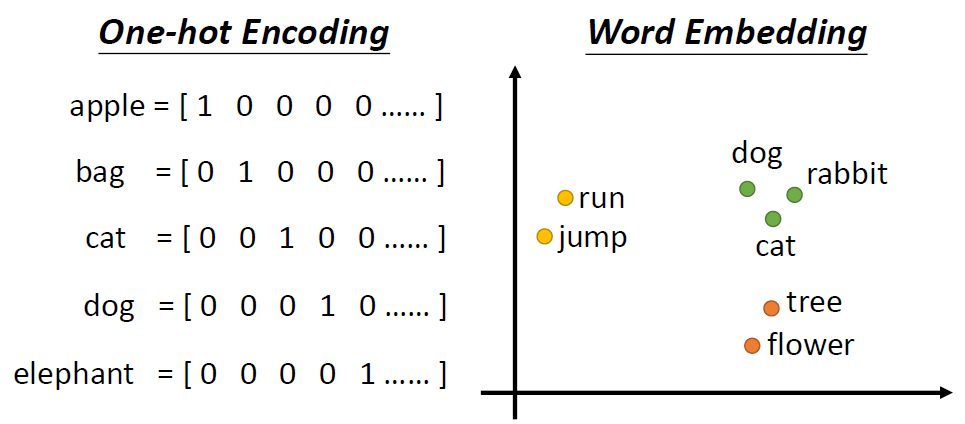 One-hot Encoding
apple = [ 1 0 0 0 0 ...... ]
bag = [ 0 1 0 0 0 ...... ]
cat = [ 0 0 1 0 0 ...... ]
dog = [ 0 0 0 1 0 ...... ]
elephant = [ 0 0 0 0 1 ...... ]
Word Embedding
dog
rabbit
run
jump
cat
tree
flower